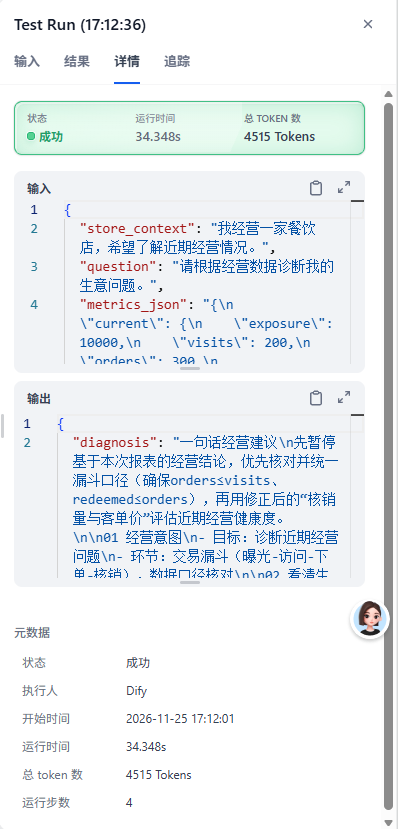 Test Run (17:12:36)
输入 结果 详情 追踪
状态 运行时间 总 TOKEN 数
成功 34.348s 4515 Tokens
输入
1 {
2 "store_context": "我经营一家餐饮
店，希望了解近期经营情况。",
3 "question": "请根据经营数据诊断我的
生意问题。",
4 "metrics_json": "{\n
\"current\": {\n    \"exposure\":
10000,\n    \"visits\": 200,\n
\"orders\": 300,\n
输出
1 {
2 "diagnosis": "一句话经营建议\n先暂停
基于本次报表的经营结论，优先核对并统一
漏斗口径（确保orders≤visits、
redeemed≤orders），再用修正后的“核销
量与客单价”评估近期经营健康度。
\n\n01 经营意图\n- 目标：诊断近期经营
问题\n- 环节：交易漏斗（曝光-访问-下
单-核销），数据口径核对\n\n02 看清生
元数据
状态 成功
执行人 Dify
开始时间 2026-11-25 17:12:01
运行时间 34.348s
总 token 数 4515 Tokens
运行步数 4